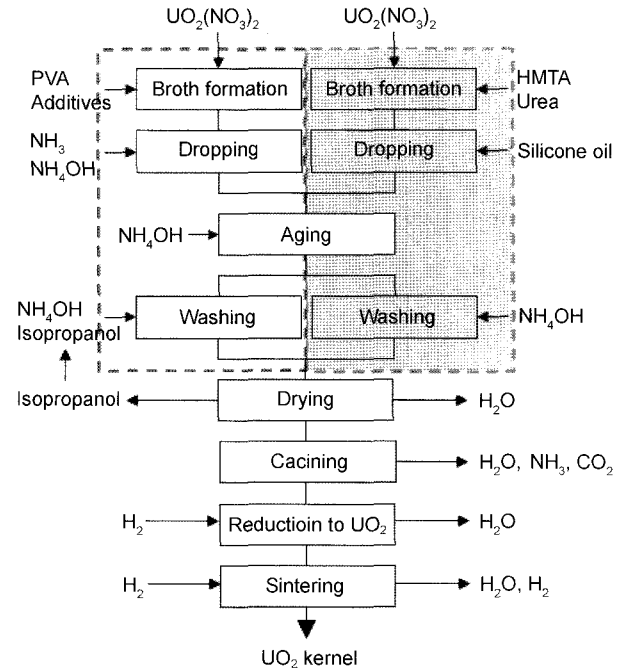 UO₂(NO₃)₂ UO₂(NO₃)₂
PVA
Additives
Broth formation
Broth formation
HMTA
Urea
NH₃
NH₄OH
Dropping
Dropping
Silicone oil
NH₄OH
Aging
NH₄OH
Isopropanol
Washing
Washing
NH₄OH
Isopropanol
Drying
H₂O
Cacining
H₂O, NH₃, CO₂
H₂
Reductioin to UO₂
H₂O
H₂
Sintering
H₂O, H₂
UO₂ kernel